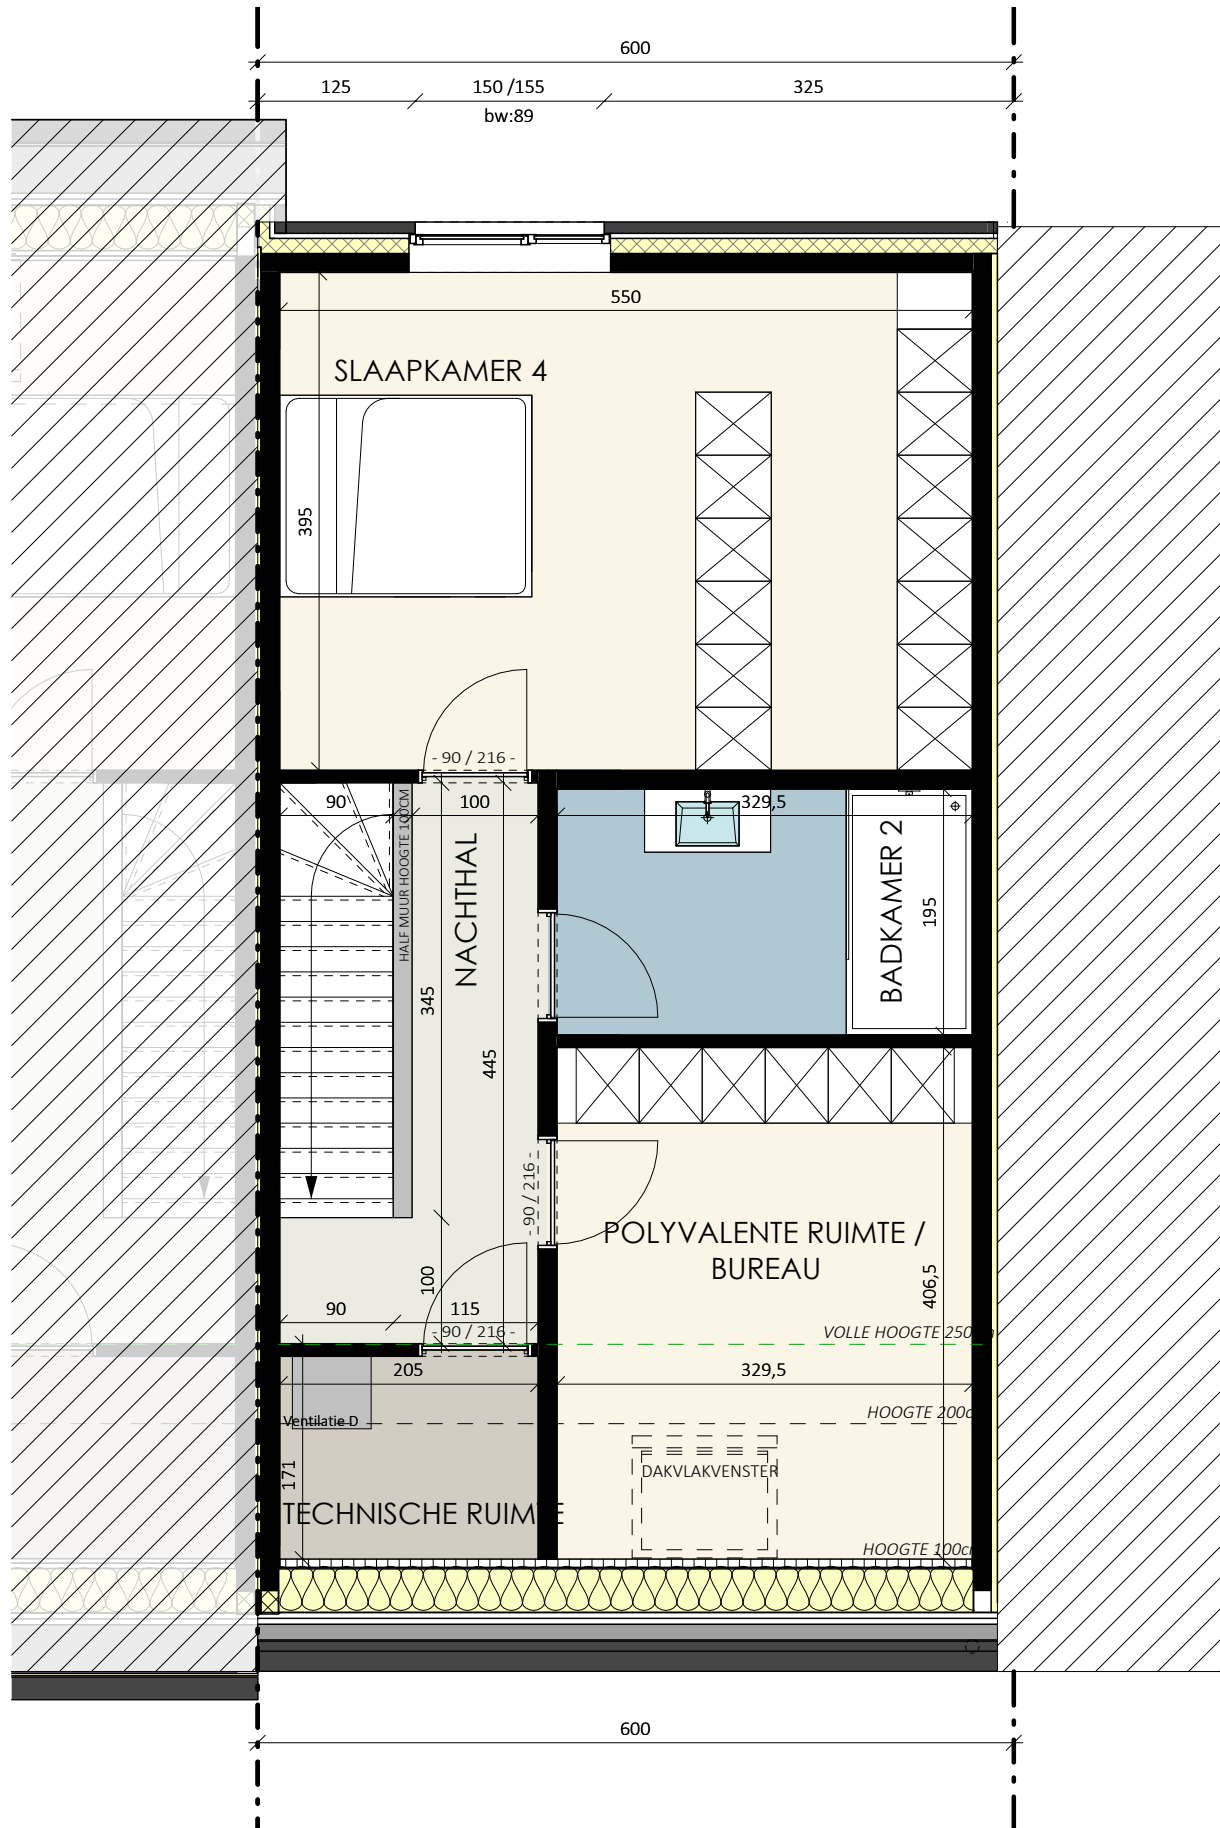 600
125
150 /155
325
bw:89
550
SLAAPKAMER 4
395
- 90 / 216 -
90
100
329,5
HALF MUUR HOOGTE 100CM
NACHTHAL
BADKAMER 2
195
345
445
- 90 / 216 -
POLYVALENTE RUIMTE /
BUREAU
100
406,5
90
115
- 90 / 216 -
VOLLE HOOGTE 250
205
329,5
HOOGTE 200c
Ventilatie D
DAKVLAKVENSTER
171
TECHNISCHE RUIMTE
HOOGTE 100c
600